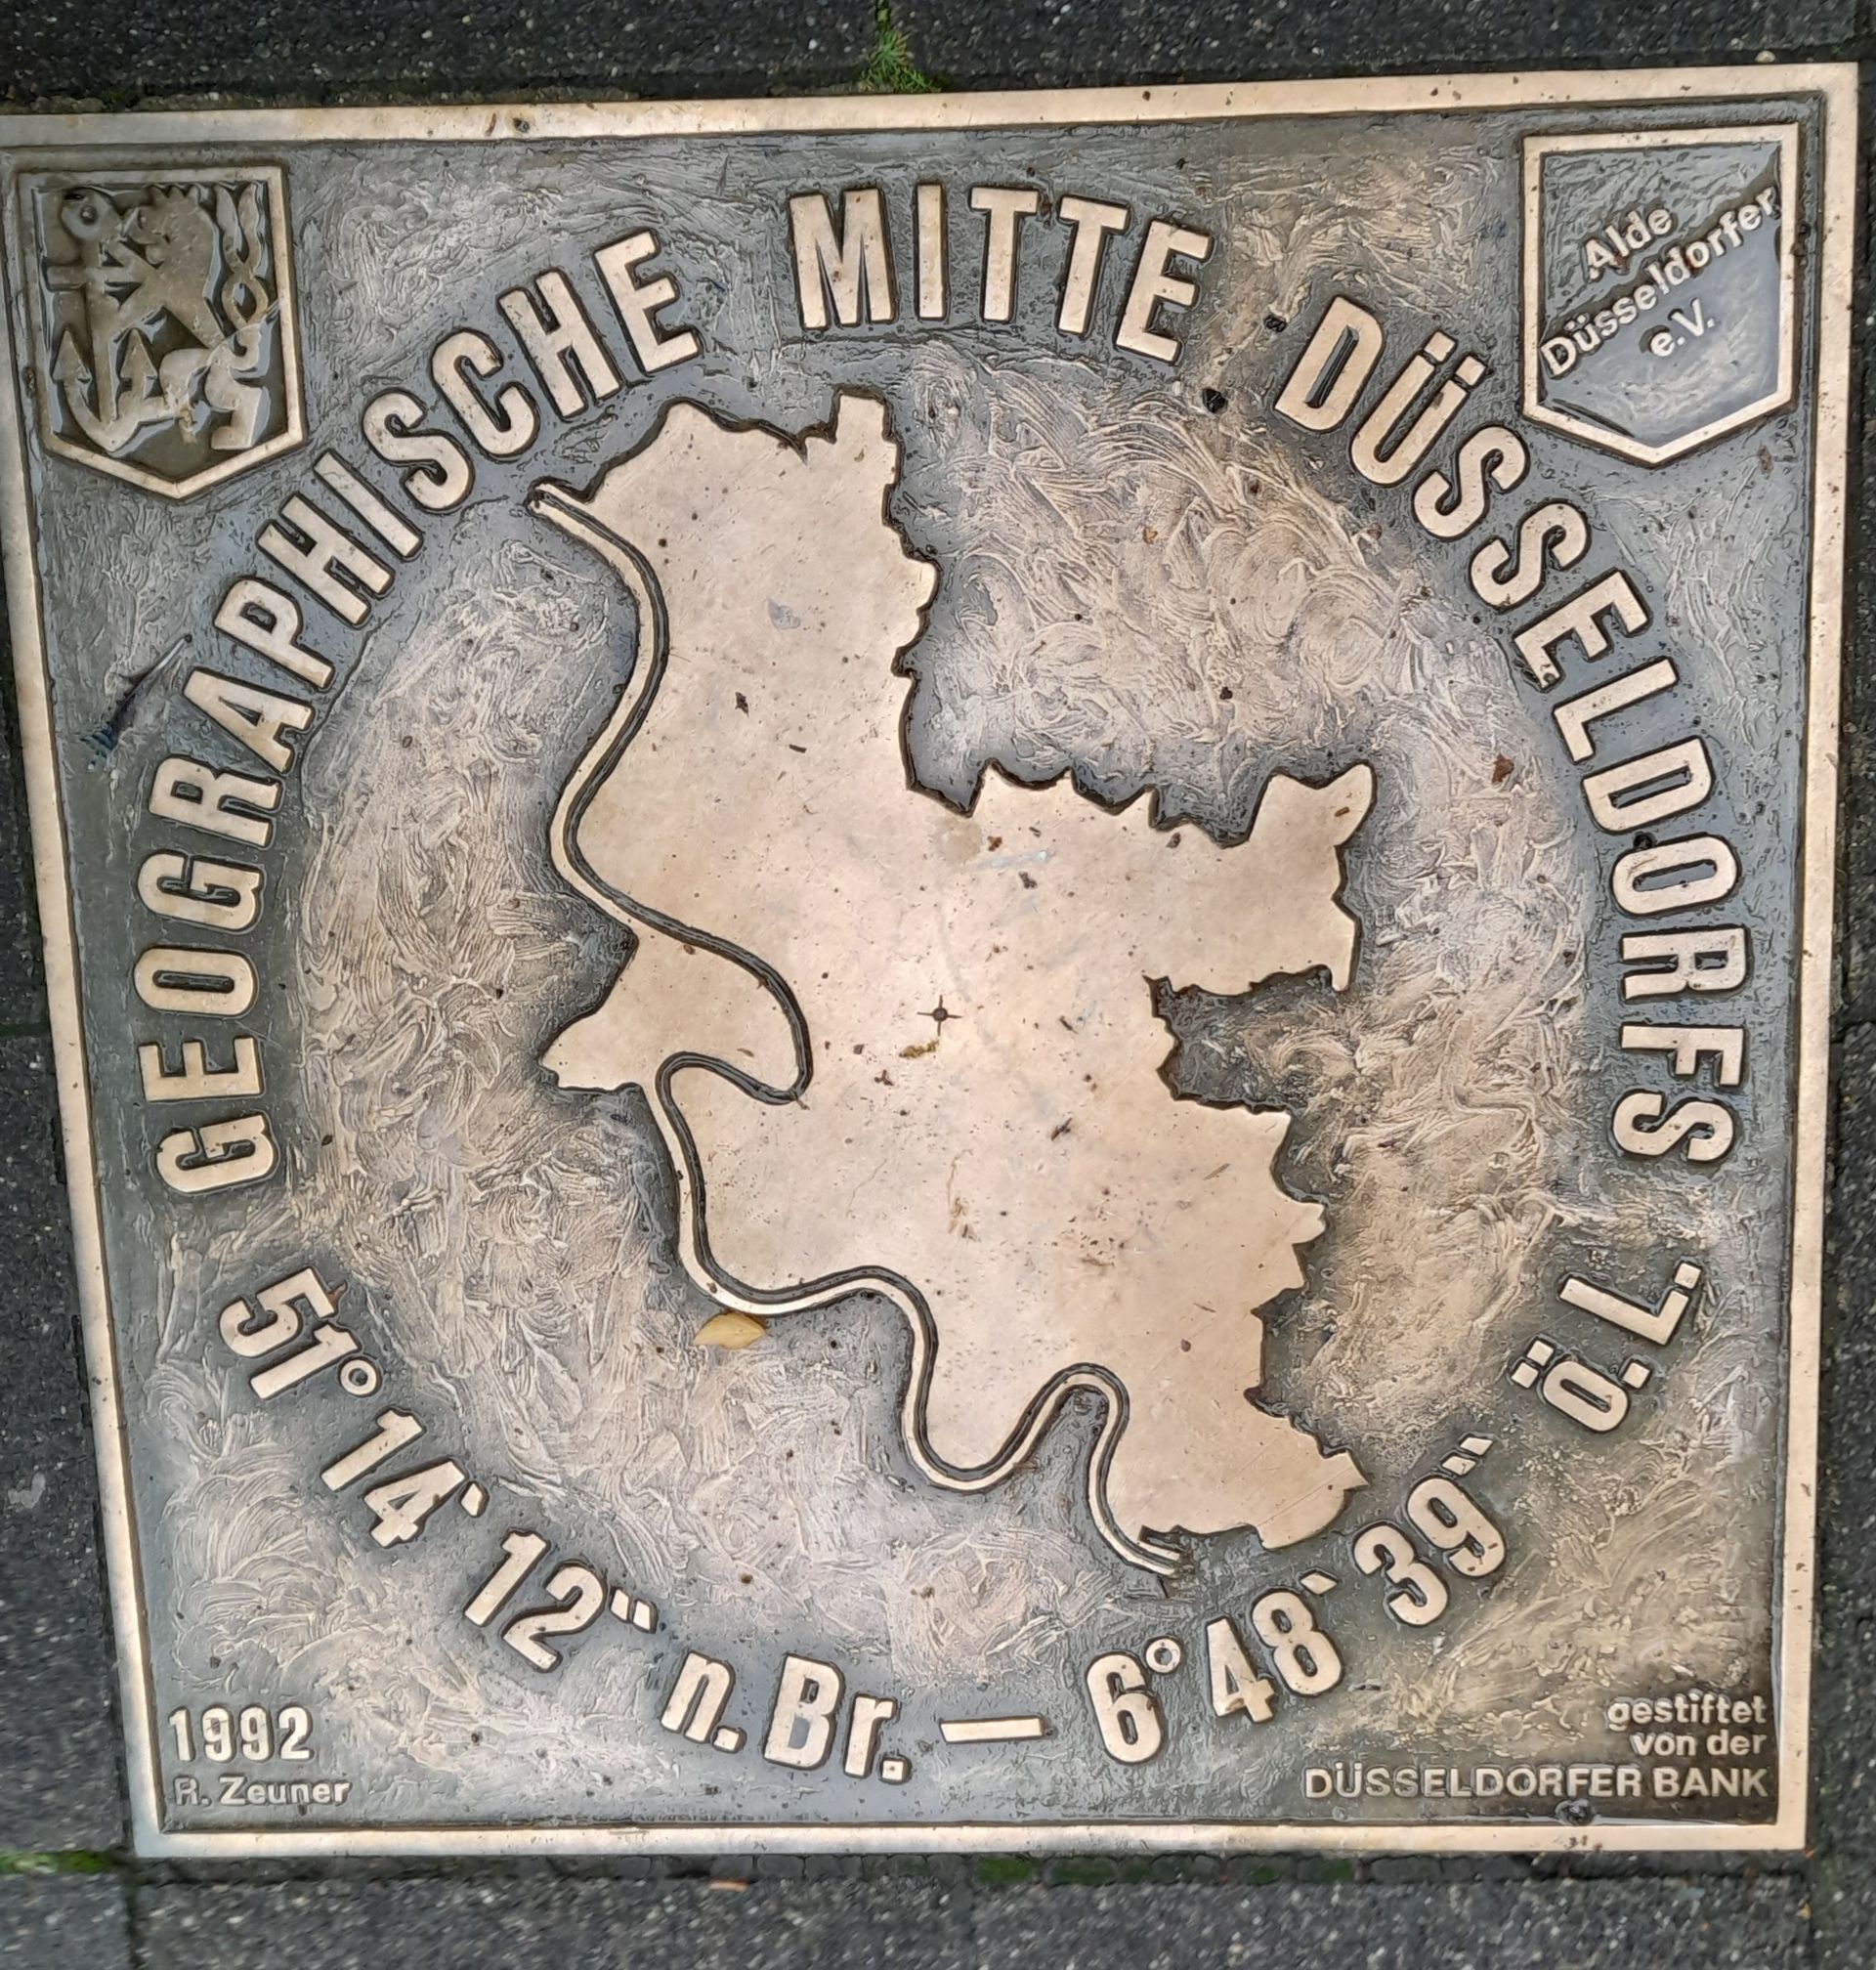 GEOGRAPHISCHE MITTE DÜSSELDORFS
Alde
Düsseldorfer
e.V.
51° 14' 12" n. Br. — 6° 48' 39" ö. L.
1992
R. Zeuner
gestiftet
von der
DÜSSELDORFER BANK